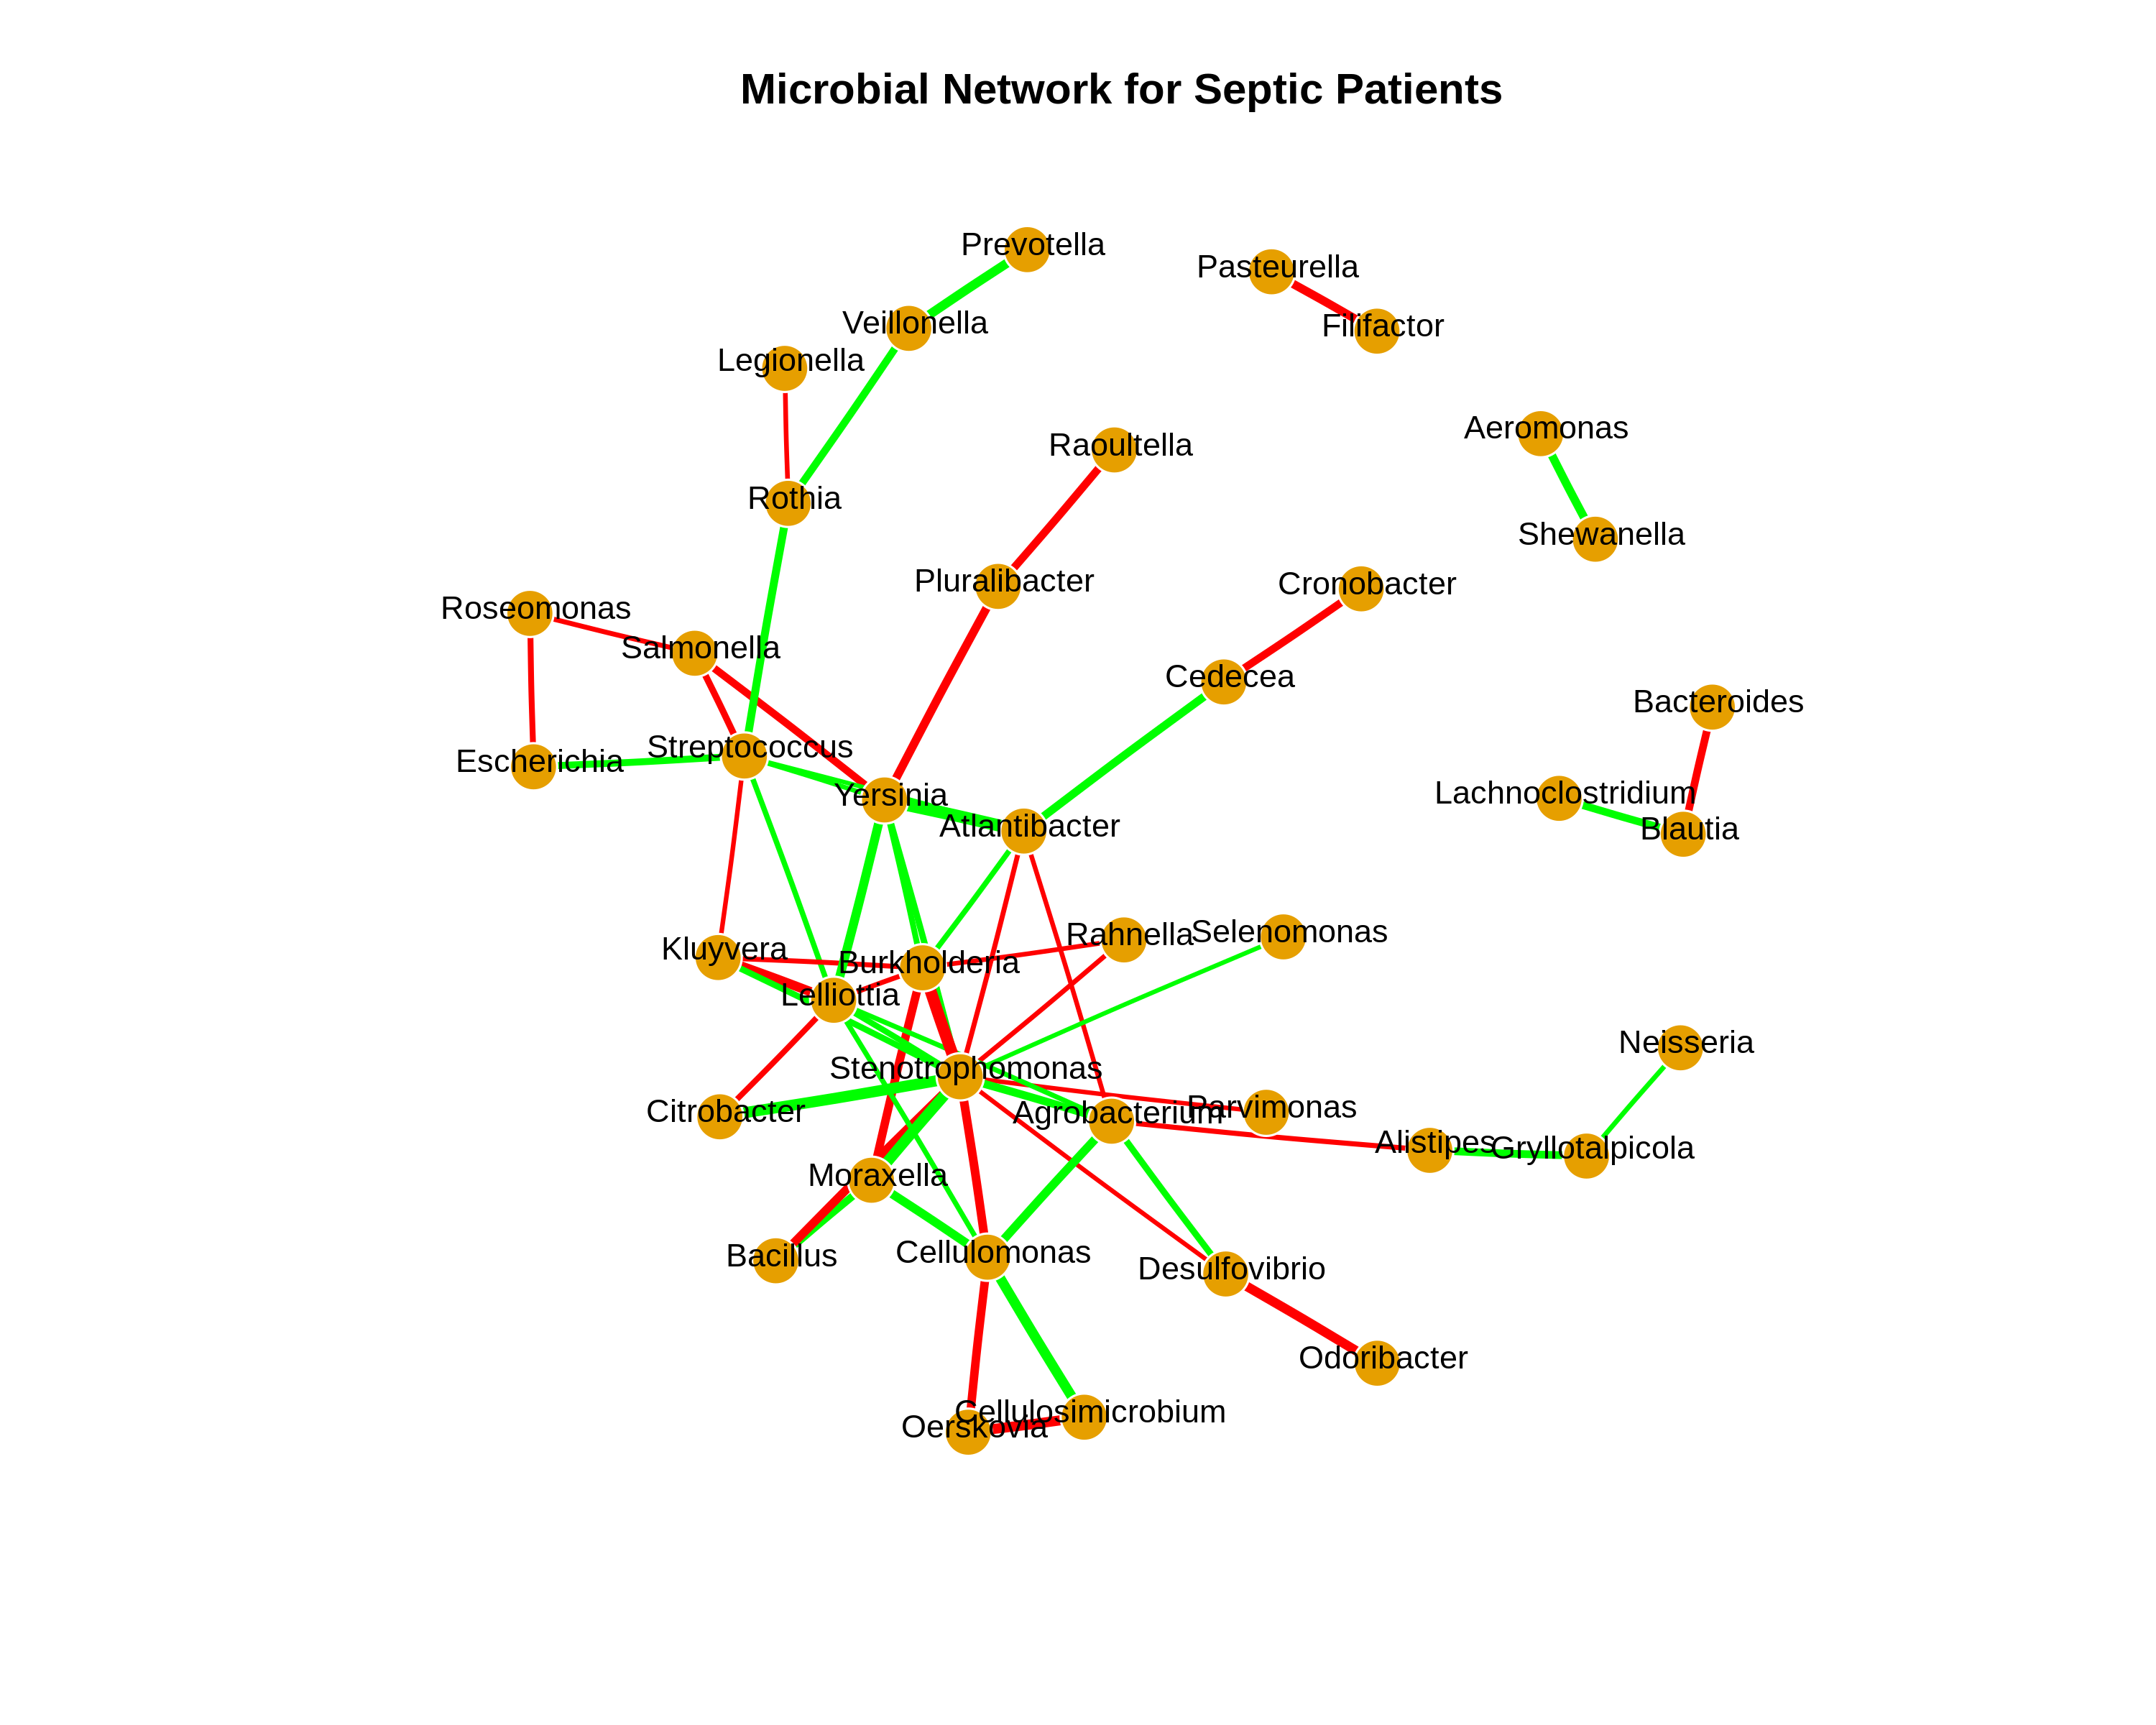 Microbial Network for Septic Patients
Prevotella
Pasteurella
Veillonella
Filifactor
Legionella
Raoultella
Aeromonas
Rothia
Shewanella
Pluralibacter
Cronobacter
Roseomonas
Salmonella
Cedecea
Bacteroides
Streptococcus
Escherichia
Yersinia
Lachnoclostridium
Atlantibacter
Blautia
Rahnella
Selenomonas
Kluyvera
Burkholderia
Lelliottia
Neisseria
Stenotrophomonas
Citrobacter
Agrobacterium
Parvimonas
Alistipes
Gryllotalpicola
Moraxella
Bacillus
Cellulomonas
Desulfovibrio
Odoribacter
Cellulosimicrobium
Oerskovia